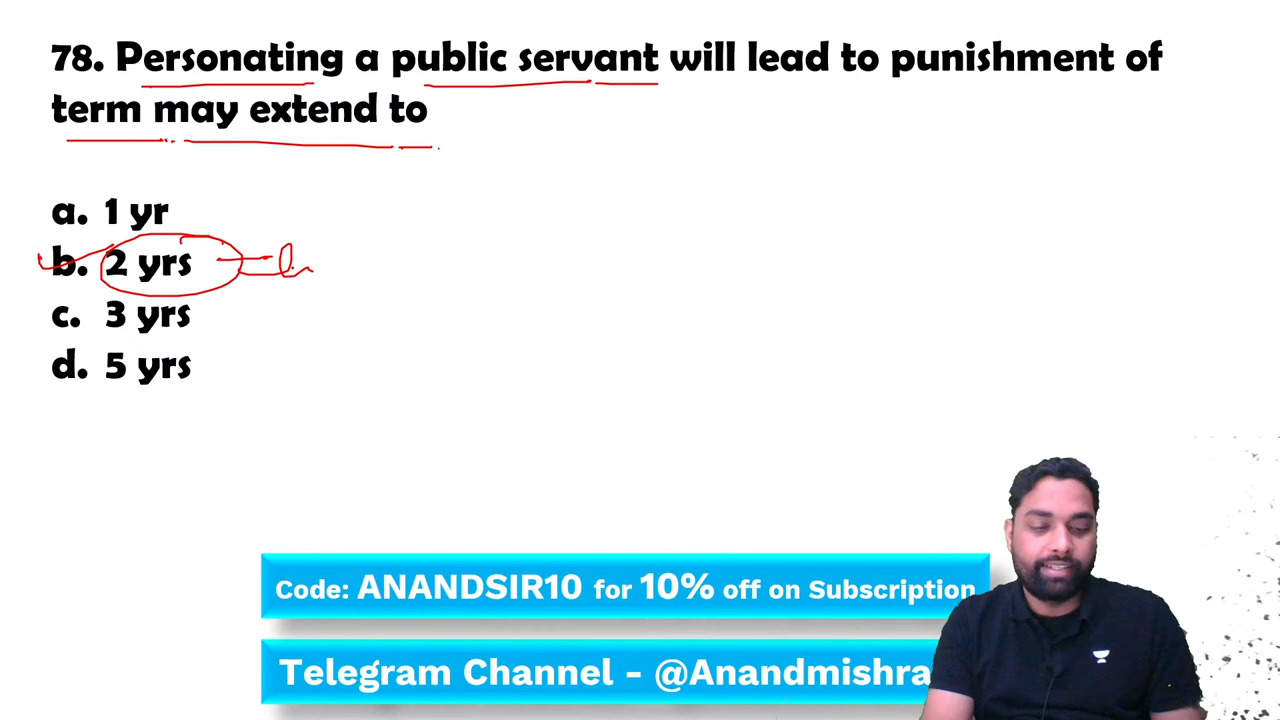 78. Personating a public servant will lead to punishment of
term may extend to
a. 1 yr
b. 2 yrs
c. 3 yrs
d. 5 yrs
Code: ANANDSIR10 for 10% off on Subscription
Telegram Channel - @Anandmishra